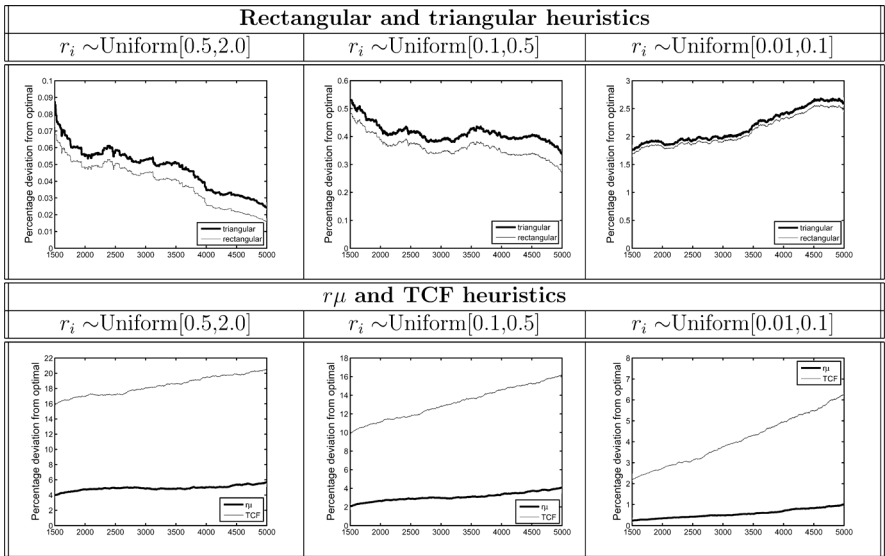 Rectangular and triangular heuristics
r_i ~Uniform[0.5,2.0]
r_i ~Uniform[0.1,0.5]
r_i ~Uniform[0.01,0.1]
Percentage deviation from optimal
0.1
0.09
0.08
0.07
0.06
0.05
0.04
0.03
0.02
0.01
0
triangular
rectangular
1500 2000 2500 3000 3500 4000 4500 5000
Percentage deviation from optimal
0.6
0.5
0.4
0.3
0.2
0.1
0
triangular
rectangular
1500 2000 2500 3000 3500 4000 4500 5000
Percentage deviation from optimal
3
2.5
2
1.5
1
0.5
0
triangular
rectangular
1500 2000 2500 3000 3500 4000 4500 5000
rμ and TCF heuristics
r_i ~Uniform[0.5,2.0]
r_i ~Uniform[0.1,0.5]
r_i ~Uniform[0.01,0.1]
Percentage deviation from optimal
22
20
18
16
14
12
10
8
6
4
2
0
rμ
TCF
1500 2000 2500 3000 3500 4000 4500 5000
Percentage deviation from optimal
18
16
14
12
10
8
6
4
2
0
rμ
TCF
1500 2000 2500 3000 3500 4000 4500 5000
Percentage deviation from optimal
8
7
6
5
4
3
2
1
0
rμ
TCF
1500 2000 2500 3000 3500 4000 4500 5000